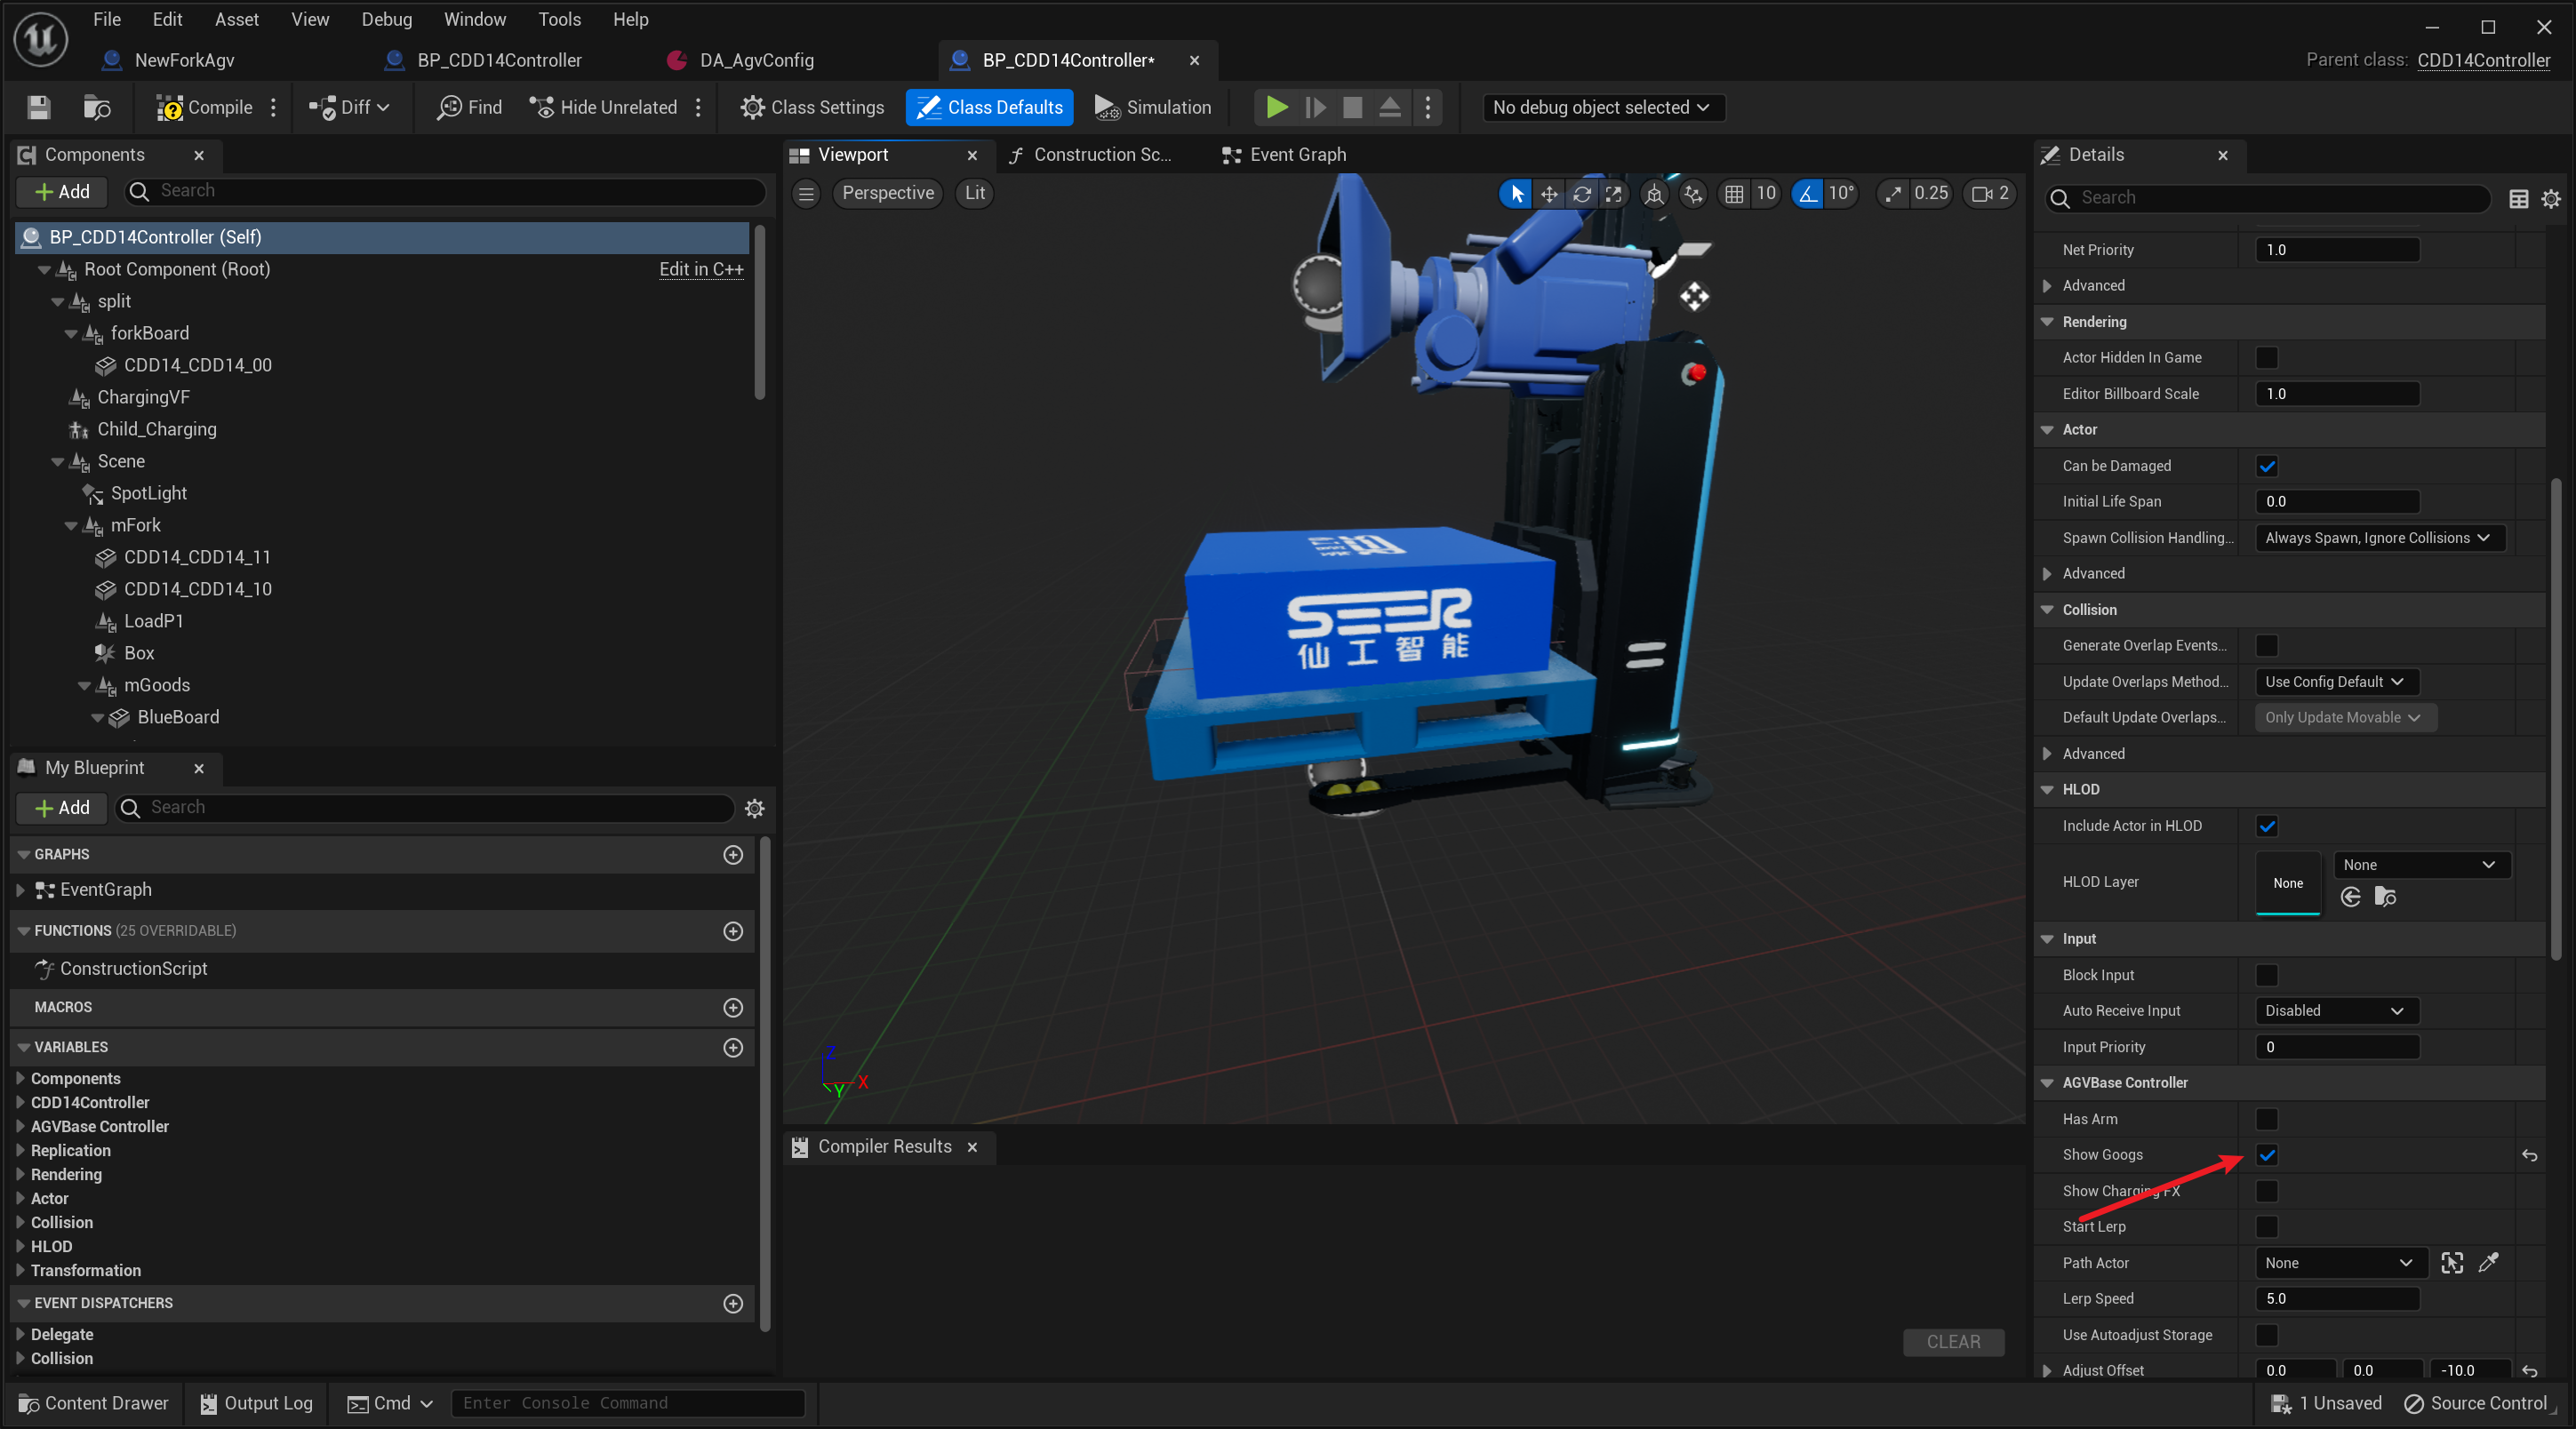 File Edit Asset View Debug Window Tools Help
NewForkAgv BP_CDD14Controller DA_AgvConfig BP_CDD14Controller*
Parent class: CDD14Controller
Compile Diff Find Hide Unrelated Class Settings Class Defaults Simulation No debug object selected
Components
Add Search
BP_CDD14Controller (Self)
Root Component (Root) Edit in C++
split
forkBoard
CDD14_CDD14_00
ChargingVF
Child_Charging
Scene
SpotLight
mFork
CDD14_CDD14_11
CDD14_CDD14_10
LoadP1
Box
mGoods
BlueBoard
My Blueprint
Add Search
GRAPHS
EventGraph
FUNCTIONS (25 OVERRIDABLE)
ConstructionScript
MACROS
VARIABLES
Components
CDD14Controller
AGVBase Controller
Replication
Rendering
Actor
Collision
HLOD
Transformation
EVENT DISPATCHERS
Delegate
Collision
Viewport Construction Sc... Event Graph
Perspective Lit 10 10° 0.25 2
SEER
仙工智能
Z
X
Y
Compiler Results
CLEAR
Details
Search
Net Priority 1.0
Advanced
Rendering
Actor Hidden In Game
Editor Billboard Scale 1.0
Actor
Can be Damaged
Initial Life Span 0.0
Spawn Collision Handling... Always Spawn, Ignore Collisions
Advanced
Collision
Generate Overlap Events...
Update Overlaps Method... Use Config Default
Default Update Overlaps... Only Update Movable
Advanced
HLOD
Include Actor in HLOD
HLOD Layer None None
Input
Block Input
Auto Receive Input Disabled
Input Priority 0
AGVBase Controller
Has Arm
Show Googs
Show Charging FX
Start Lerp
Path Actor None
Lerp Speed 5.0
Use Autoadjust Storage
Adjust Offset 0.0 0.0 -10.0
Content Drawer Output Log Cmd Enter Console Command 1 Unsaved Source Control